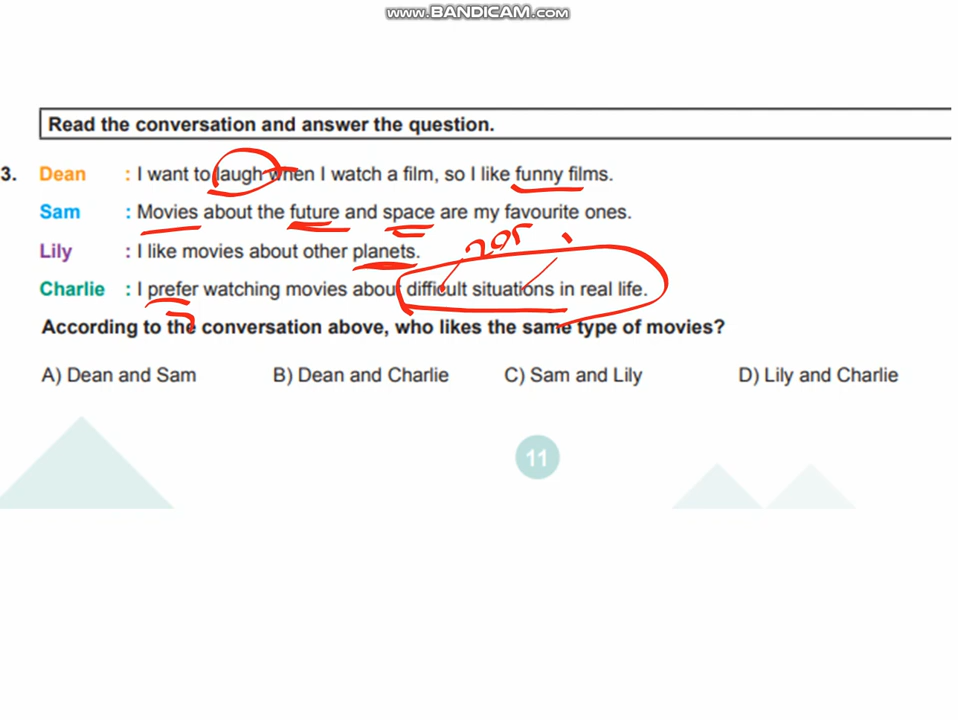 www.BANDICAM.com
Read the conversation and answer the question.
3. Dean : I want to laugh when I watch a film, so I like funny films.
Sam : Movies about the future and space are my favourite ones.
Lily : I like movies about other planets.
zor
Charlie : I prefer watching movies about difficult situations in real life.
According to the conversation above, who likes the same type of movies?
A) Dean and Sam B) Dean and Charlie C) Sam and Lily D) Lily and Charlie
11